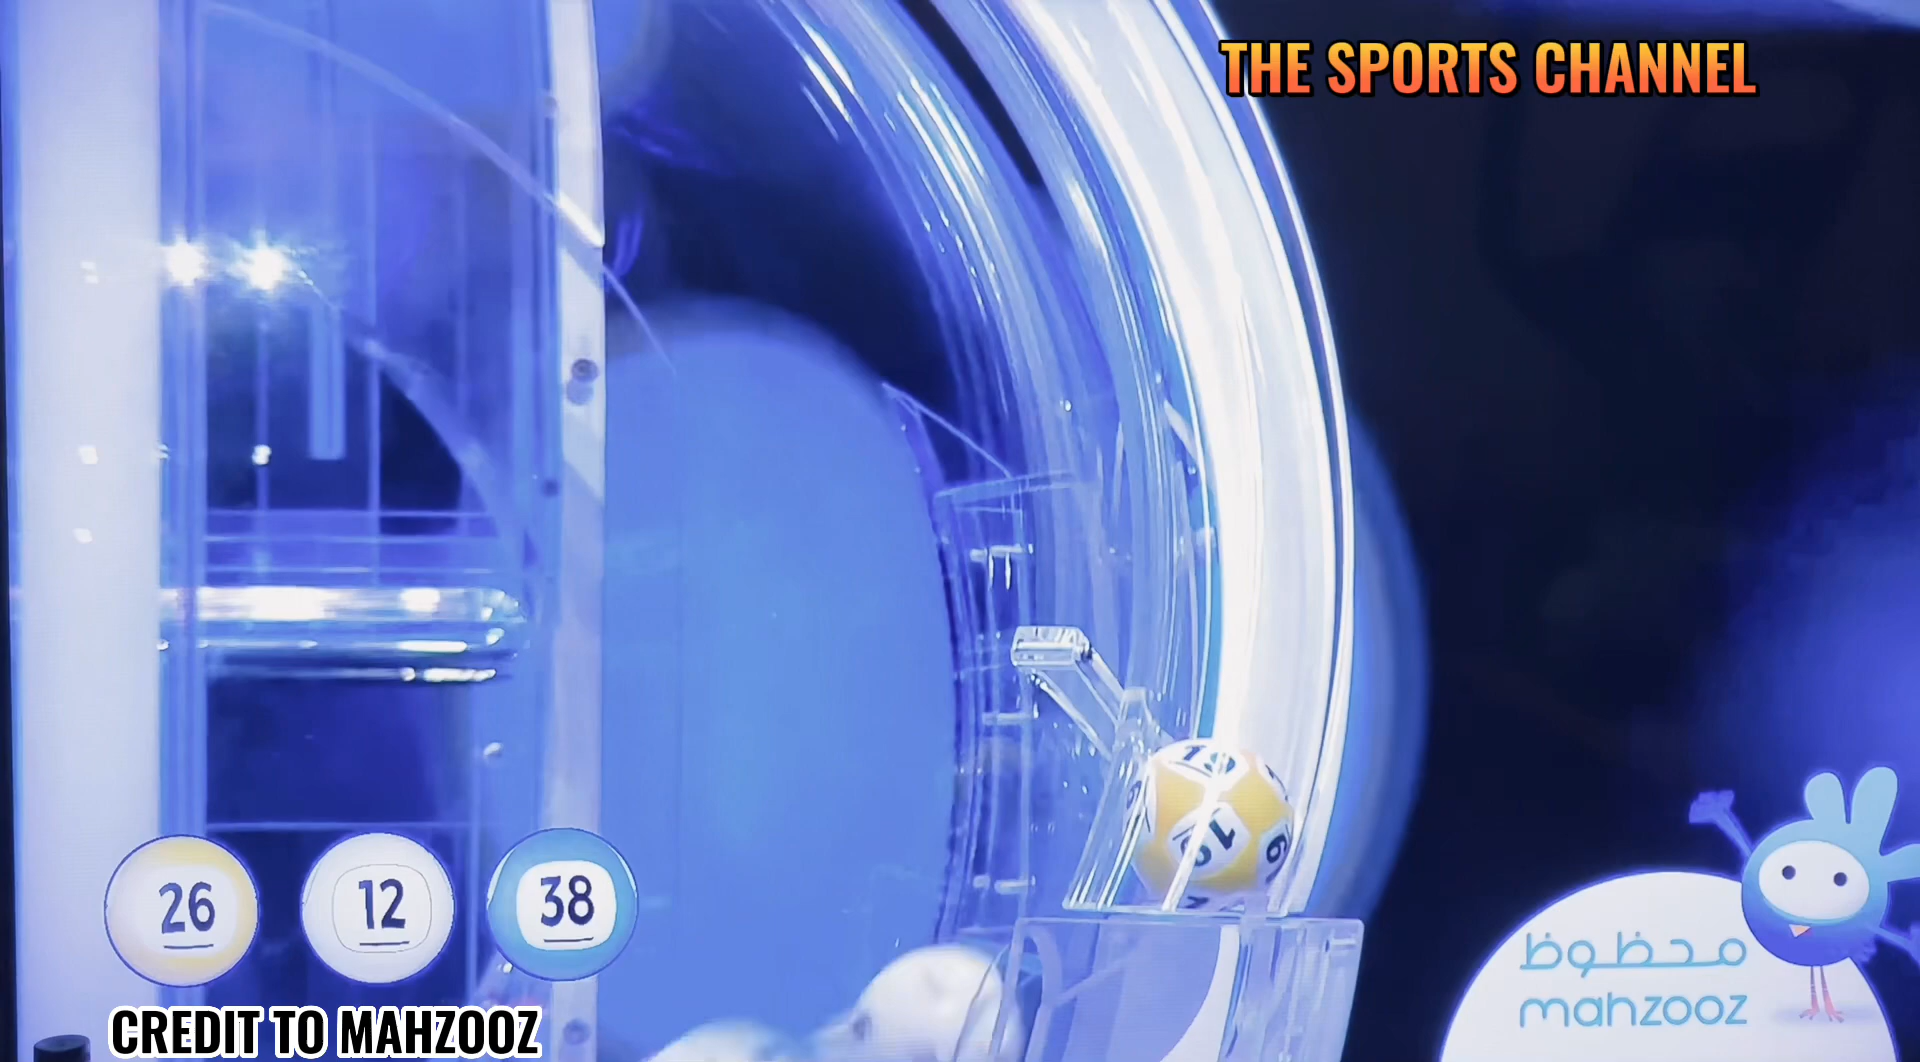 THE SPORTS CHANNEL
26 12 38
محظوظ
mahzooz
CREDIT TO MAHZOOZ